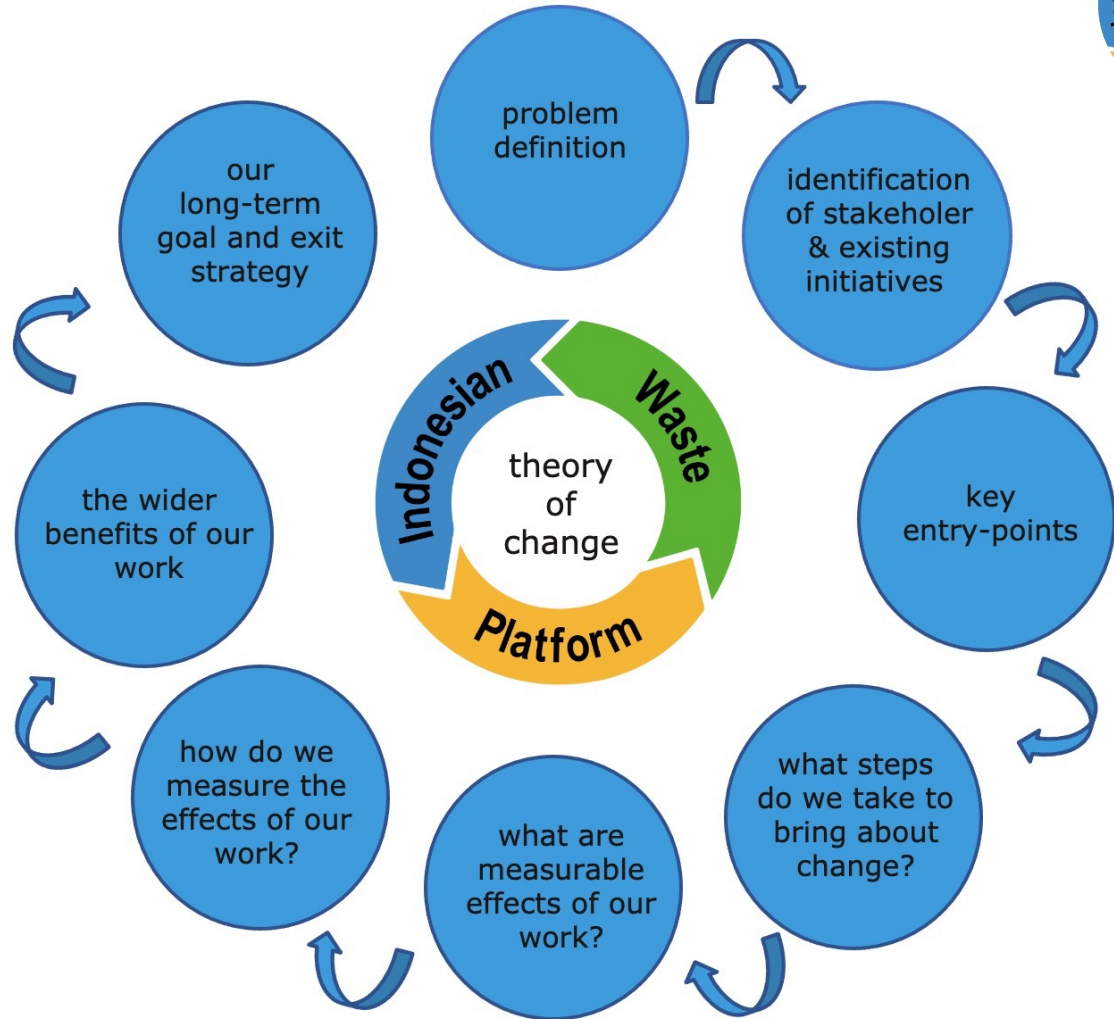 problem
definition
identification
of stakeholer
& existing
initiatives
key
entry-points
what steps
do we take to
bring about
change?
what are
measurable
effects of our
work?
how do we
measure the
effects of our
work?
the wider
benefits of our
work
our
long-term
goal and exit
strategy
Indonesian
Waste
Platform
theory
of
change